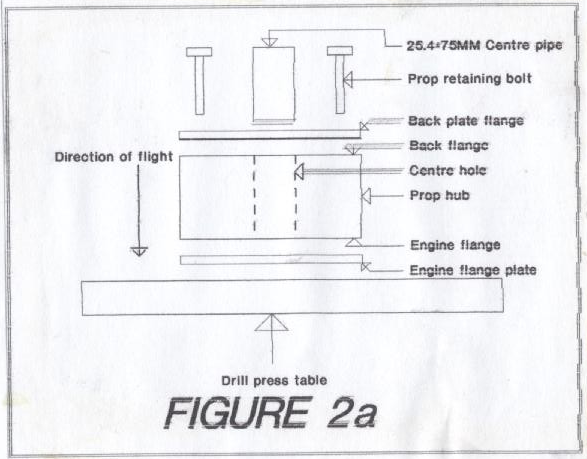 25.4*75MM Centre pipe
Prop retaining bolt
Back plate flange
Back flange
Direction of flight
Centre hole
Prop hub
Engine flange
Engine flange plate
Drill press table
FIGURE 2a